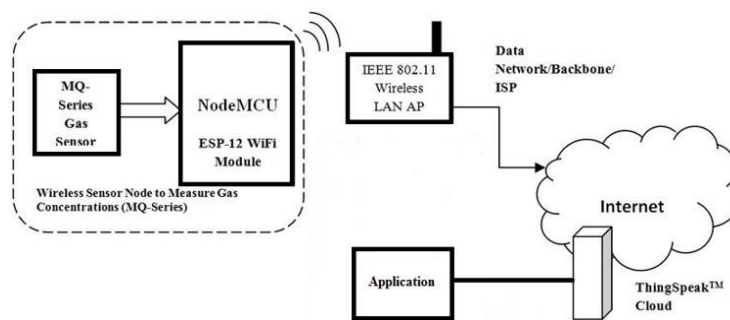 MQ-
Series
Gas
Sensor
NodeMCU
ESP-12 WiFi
Module
Wireless Sensor Node to Measure Gas
Concentrations (MQ-Series)
IEEE 802.11
Wireless
LAN AP
Data
Network/Backbone/
ISP
Internet
Application
ThingSpeak™
Cloud